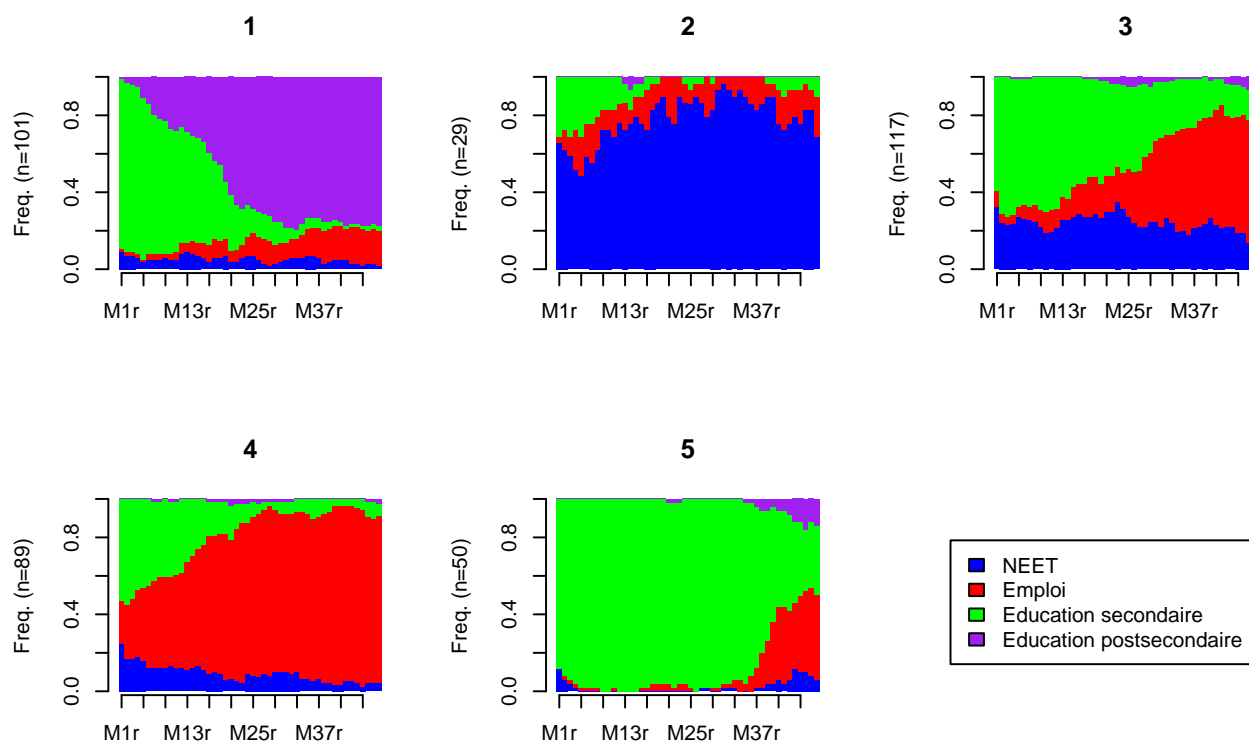 1
Freq. (n=101)
0.0 0.4 0.8
M1r M13r M25r M37r
2
Freq. (n=29)
0.0 0.4 0.8
M1r M13r M25r M37r
3
Freq. (n=117)
0.0 0.4 0.8
M1r M13r M25r M37r
4
Freq. (n=89)
0.0 0.4 0.8
M1r M13r M25r M37r
5
Freq. (n=50)
0.0 0.4 0.8
M1r M13r M25r M37r
NEET
Emploi
Education secondaire
Education postsecondaire